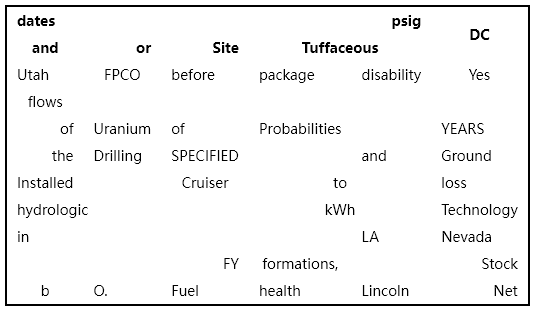 dates psig DC
and or Site Tuffaceous
Utah FPCO before package disability Yes
flows
of Uranium of Probabilities YEARS
the Drilling SPECIFIED and Ground
Installed Cruiser to loss
hydrologic kWh Technology
in LA Nevada
FY formations, Stock
b O. Fuel health Lincoln Net